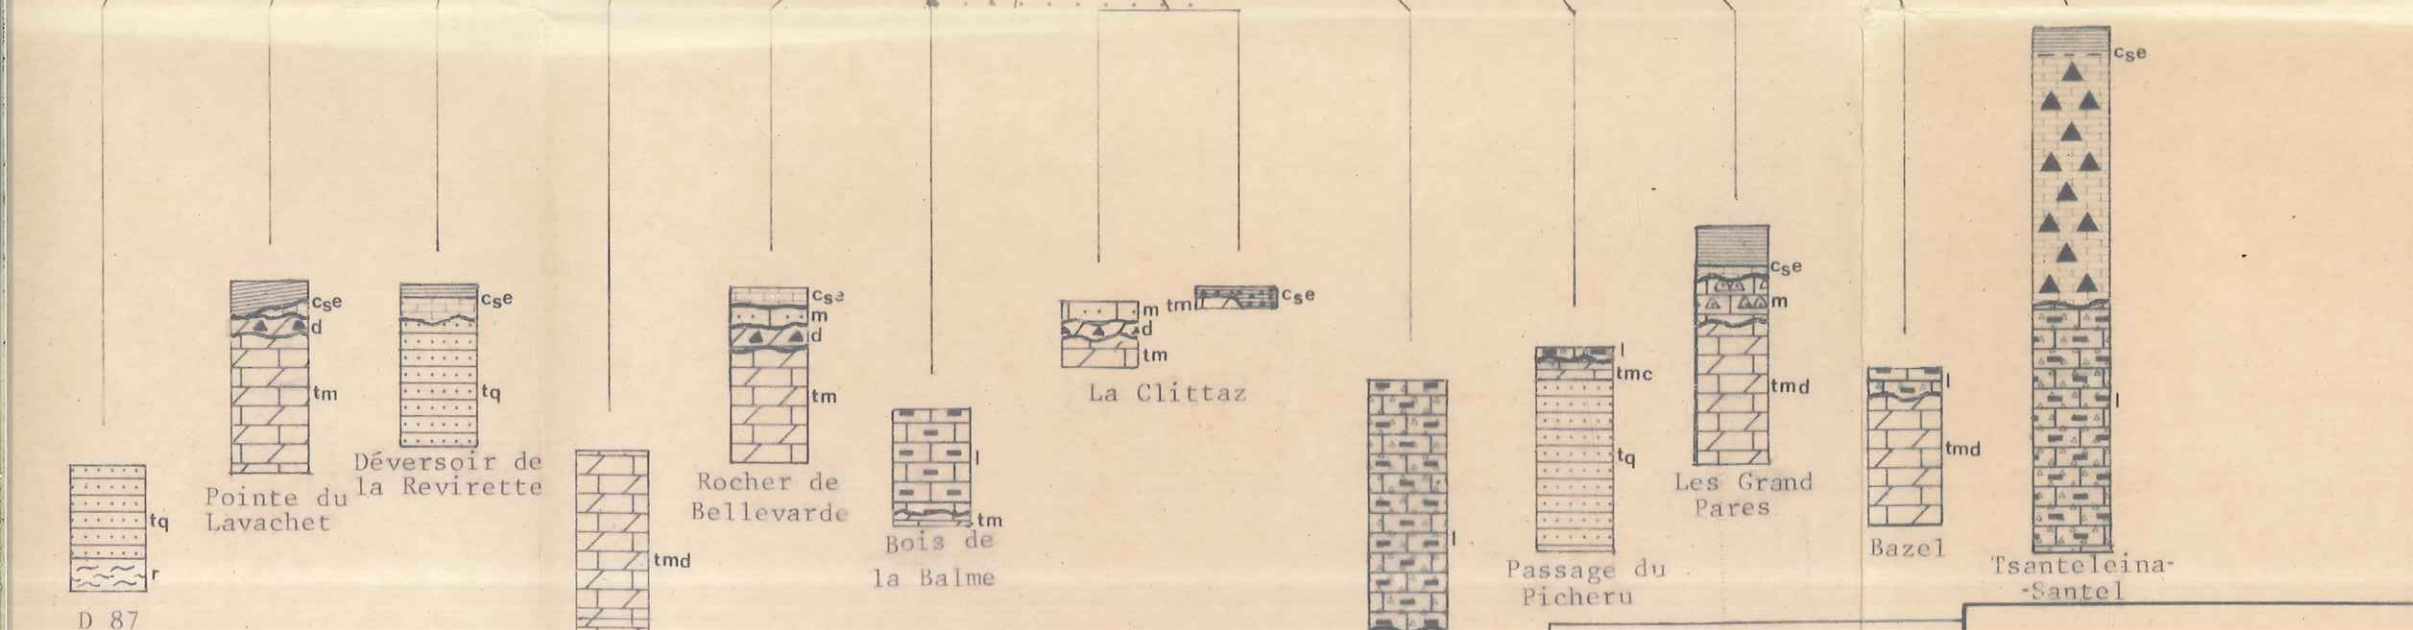 tq
r
D 87
cse
d
tm
Pointe du
Lavachet
cse
tq
Déversoir de
la Revirette
tmd
cse
m
d
tm
Rocher de
Bellevarde
l
tm
Bois de
la Balme
m
d
tm
tm
cse
La Clittaz
l
l
tmc
tq
Passage du
Picheru
cse
m
tmd
Les Grand
Pares
l
tmd
Bazel
cse
l
Tsanteleina-
-Santel